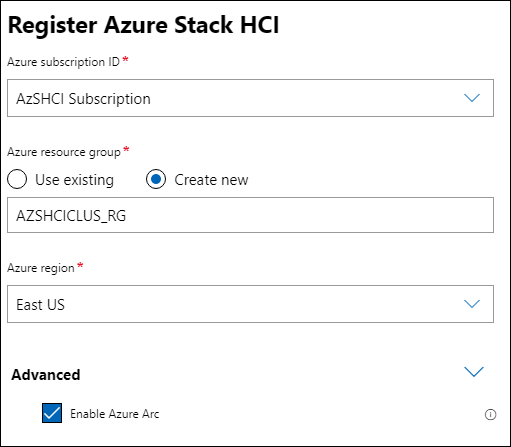 Register Azure Stack HCI
Azure subscription ID*
AzSHCI Subscription
Azure resource group*
Use existing Create new
AZSHCICLUS_RG
Azure region*
East US
Advanced
Enable Azure Arc